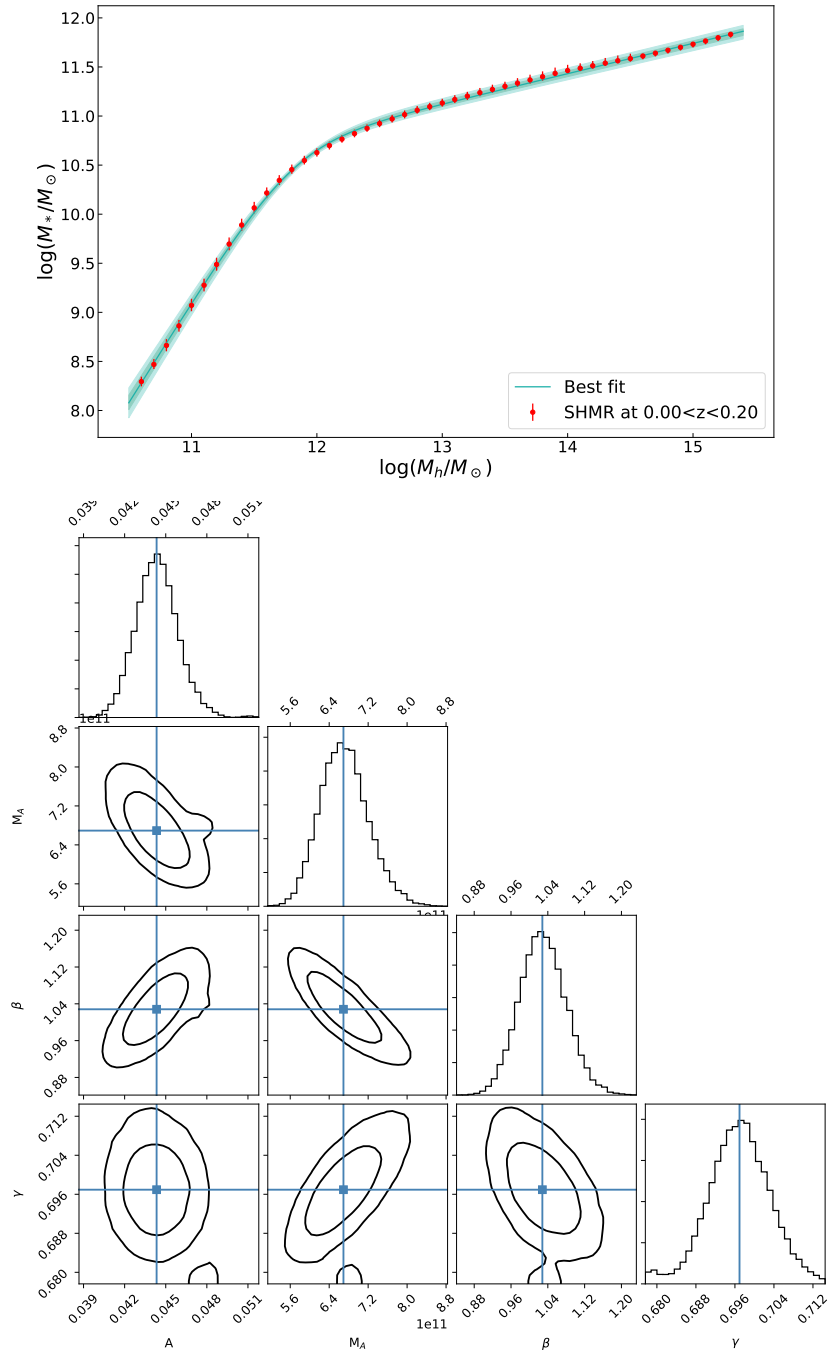 12.0
11.5
11.0
10.5
10.0
9.5
9.0
8.5
8.0
log(M*/M⊙)
Best fit
SHMR at 0.00<z<0.20
11 12 13 14 15
log(Mh/M⊙)
0.039 0.042 0.045 0.048 0.051
1e11
5.6 6.4 7.2 8.0 8.8
8.8
8.0
7.2
6.4
5.6
MA
1e11
0.88 0.96 1.04 1.12 1.20
1.20
1.12
1.04
0.96
0.88
β
0.712
0.704
0.696
0.688
0.680
γ
0.039 0.042 0.045 0.048 0.051
5.6 6.4 7.2 8.0 8.8
1e11
0.88 0.96 1.04 1.12 1.20
0.680 0.688 0.696 0.704 0.712
A MA β γ